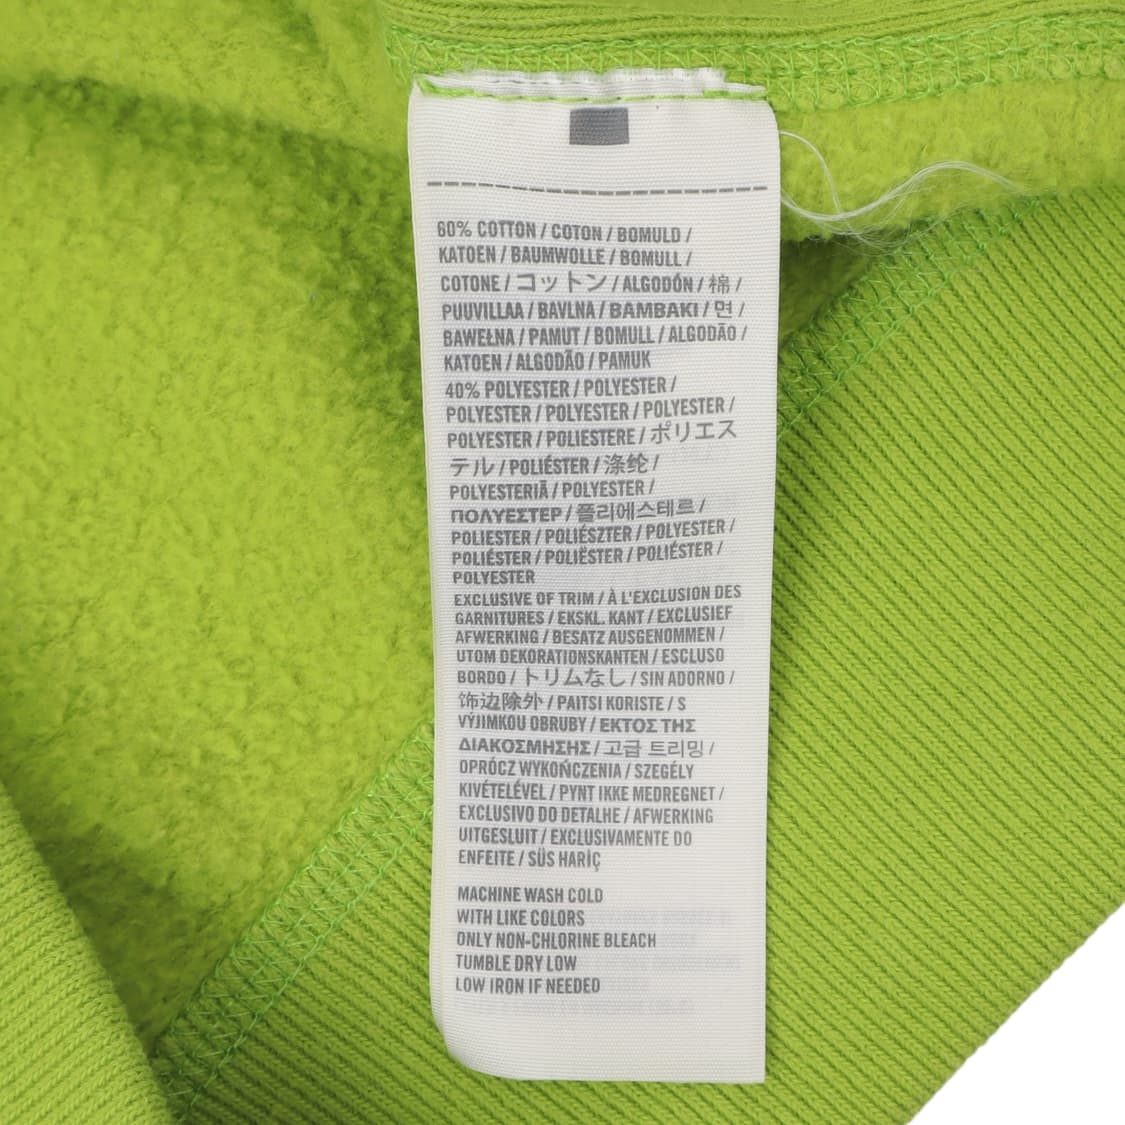 60% COTTON / COTON / BOMULD /
KATOEN / BAUMWOLLE / BOMULL /
COTONE / コットン / ALGODÓN / 棉 /
PUUVILLAA / BAVLNA / ΒΑΜΒΑΚΙ / 면 /
BAWEŁNA / PAMUT / BOMULL / ALGODÃO /
KATOEN / ALGODÃO / PAMUK
40% POLYESTER / POLYESTER /
POLYESTER / POLYESTER / POLYESTER /
POLYESTER / POLIESTERE / ポリエス
テル / POLIÉSTER / 涤纶 /
POLYESTERIÄ / POLYESTER /
ΠΟΛΥΕΣΤΕΡ / 폴리에스테르 /
POLIESTER / POLIÉSZTER / POLYESTER /
POLIÉSTER / POLIËSTER / POLIÉSTER /
POLYESTER
EXCLUSIVE OF TRIM / À L'EXCLUSION DES
GARNITURES / EKSKL. KANT / EXCLUSIEF
AFWERKING / BESATZ AUSGENOMMEN /
UTOM DEKORATIONSKANTEN / ESCLUSO
BORDO / トリムなし / SIN ADORNO /
饰边除外 / PAITSI KORISTE / S
VÝJIMKOU OBRUBY / ΕΚΤΟΣ ΤΗΣ
ΔΙΑΚΟΣΜΗΣΗΣ / 고급 트리밍 /
OPRÓCZ WYKOŃCZENIA / SZEGÉLY
KIVÉTELÉVEL / PYNT IKKE MEDREGNET /
EXCLUSIVO DO DETALHE / AFWERKING
UITGESLUIT / EXCLUSIVAMENTE DO
ENFEITE / SÜS HARİÇ
MACHINE WASH COLD
WITH LIKE COLORS
ONLY NON-CHLORINE BLEACH
TUMBLE DRY LOW
LOW IRON IF NEEDED